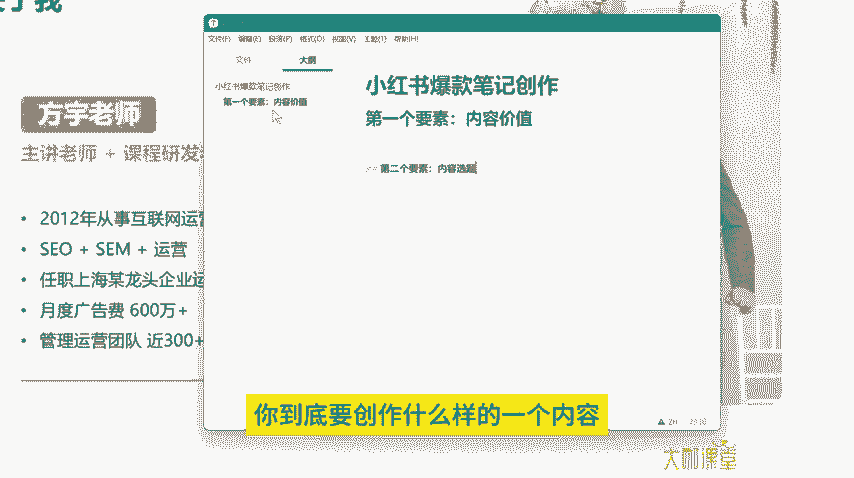 方宇老师
主讲老师 + 课程研发
• 2012年从事互联网运营
• SEO + SEM + 运营
• 任职上海某龙头企业运
• 月度广告费 600万+
• 管理运营团队 近300+
文件(F) 编辑(E) 段落(P) 格式(O) 视图(V) 主题(T) 帮助(H)
文件 大纲
小红书爆款笔记创作
第一个要素：内容价值
小红书爆款笔记创作
第一个要素：内容价值
## 第二个要素：内容选题
你到底要创作什么样的一个内容
大咖课堂